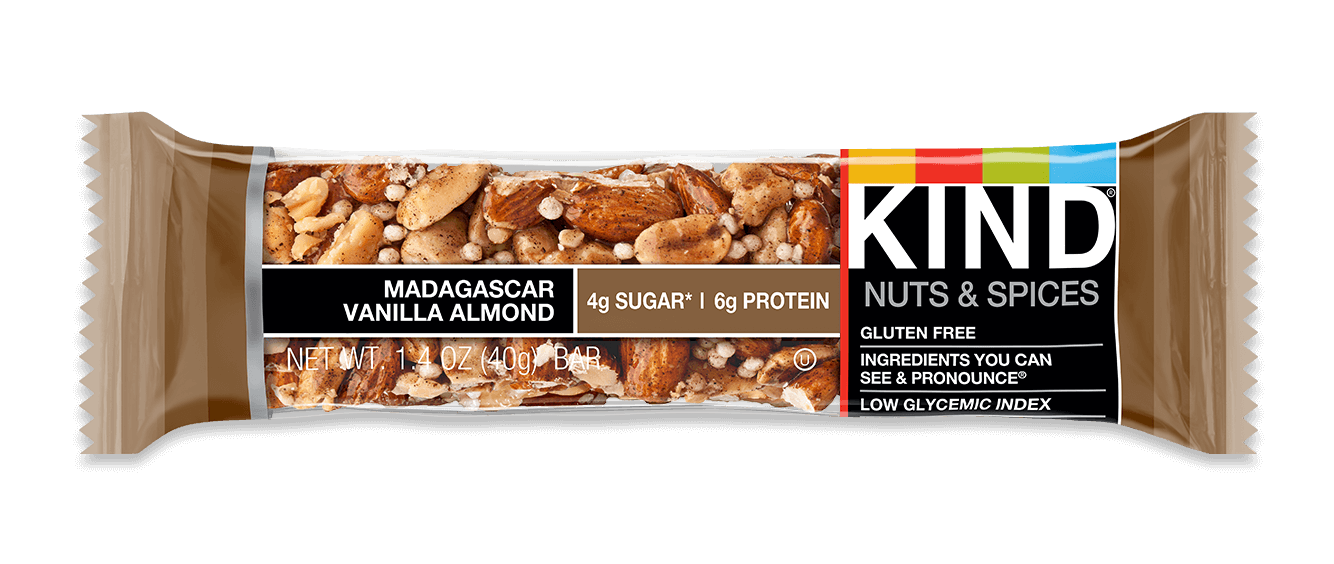 KIND®
NUTS & SPICES
MADAGASCAR
VANILLA ALMOND
4g SUGAR* | 6g PROTEIN
GLUTEN FREE
INGREDIENTS YOU CAN
SEE & PRONOUNCE®
LOW GLYCEMIC INDEX
NET WT. 1.4 OZ (40g) BAR
U